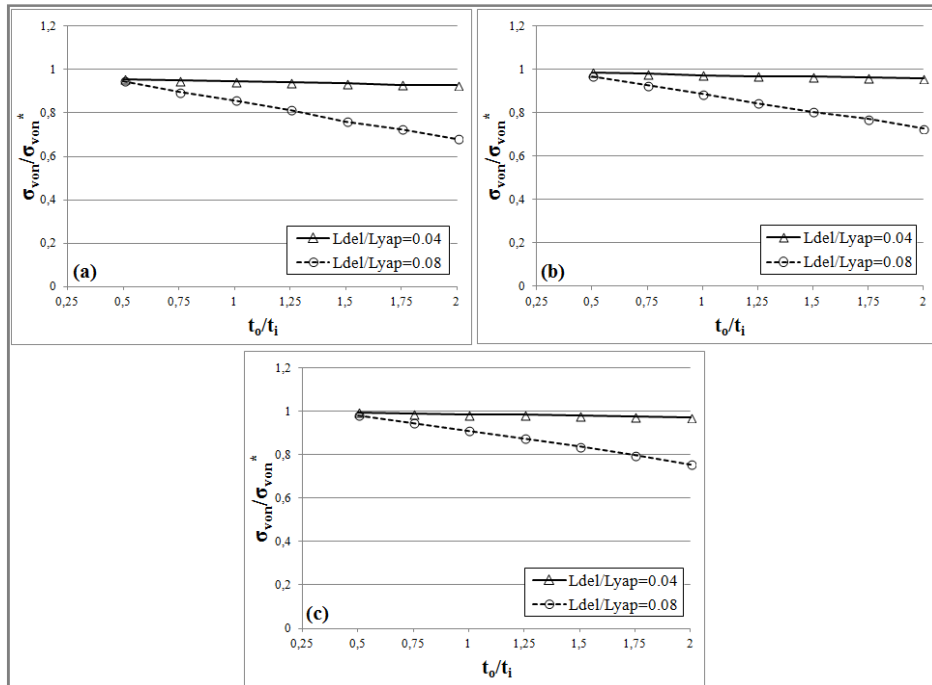 1,2
1
0,8
0,6
0,4
0,2
0
σvon/σvon*
Ldel/Lyap=0.04
Ldel/Lyap=0.08
(a)
0,25 0,5 0,75 1 1,25 1,5 1,75 2
to/ti
1,2
1
0,8
0,6
0,4
0,2
0
σvon/σvon*
Ldel/Lyap=0.04
Ldel/Lyap=0.08
(b)
0,25 0,5 0,75 1 1,25 1,5 1,75 2
to/ti
1,2
1
0,8
0,6
0,4
0,2
0
σvon/σvon*
Ldel/Lyap=0.04
Ldel/Lyap=0.08
(c)
0,25 0,5 0,75 1 1,25 1,5 1,75 2
to/ti